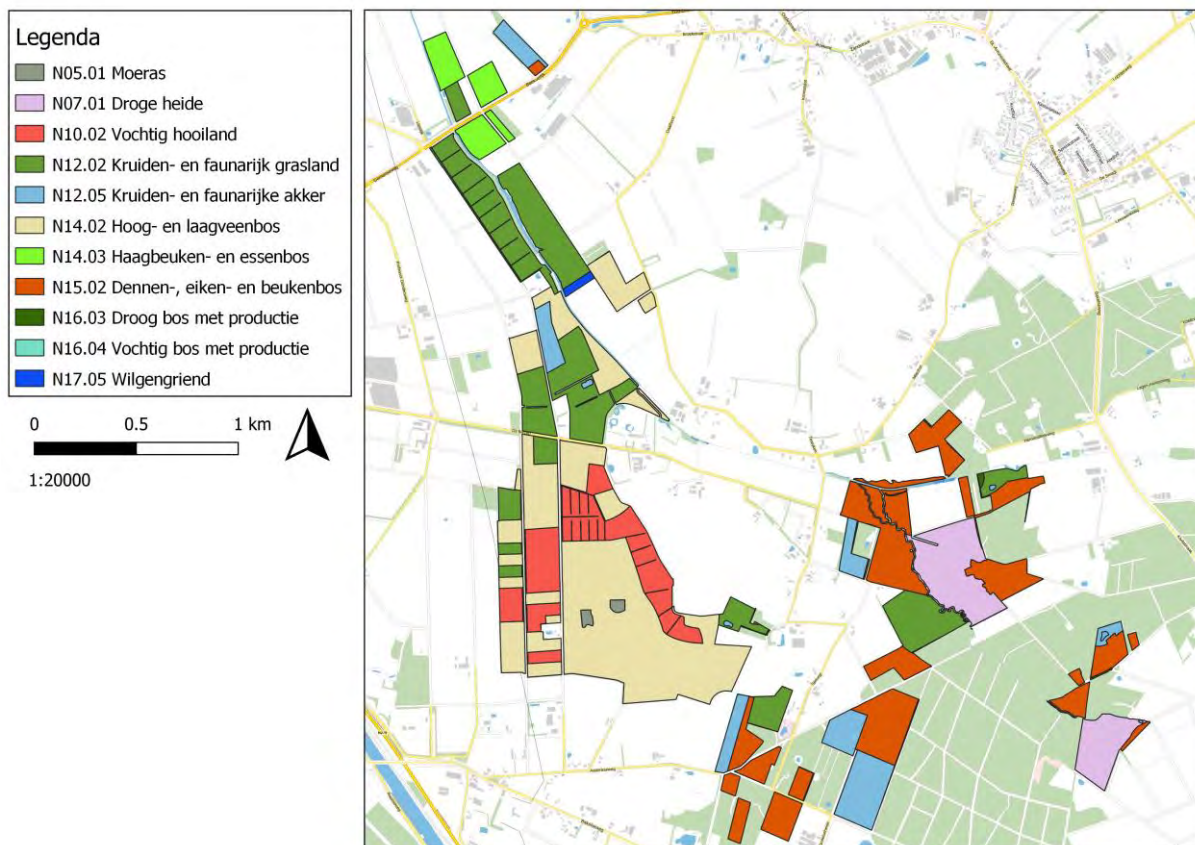 Legenda
N05.01 Moeras
N07.01 Droge heide
N10.02 Vochtig hooiland
N12.02 Kruiden- en faunarijk grasland
N12.05 Kruiden- en faunarijke akker
N14.02 Hoog- en laagveenbos
N14.03 Haagbeuken- en essenbos
N15.02 Dennen-, eiken- en beukenbos
N16.03 Droog bos met productie
N16.04 Vochtig bos met productie
N17.05 Wilgengriend
0 0.5 1 km
1:20000